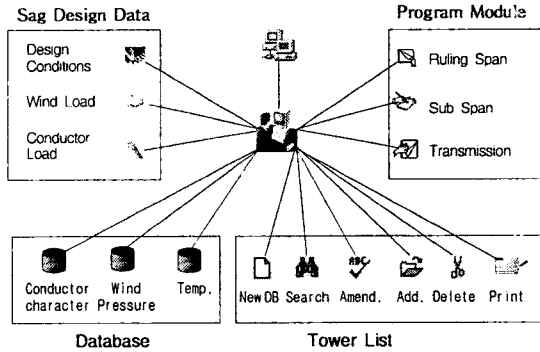 Sag Design Data
Program Module
Design
Conditions
Wind Load
Conductor
Load
Ruling Span
Sub Span
Transmission
Conductor
character
Wind
Pressure
Temp.
New DB
Search
ABC
Amend.
Add.
Delete
Print
Database
Tower List